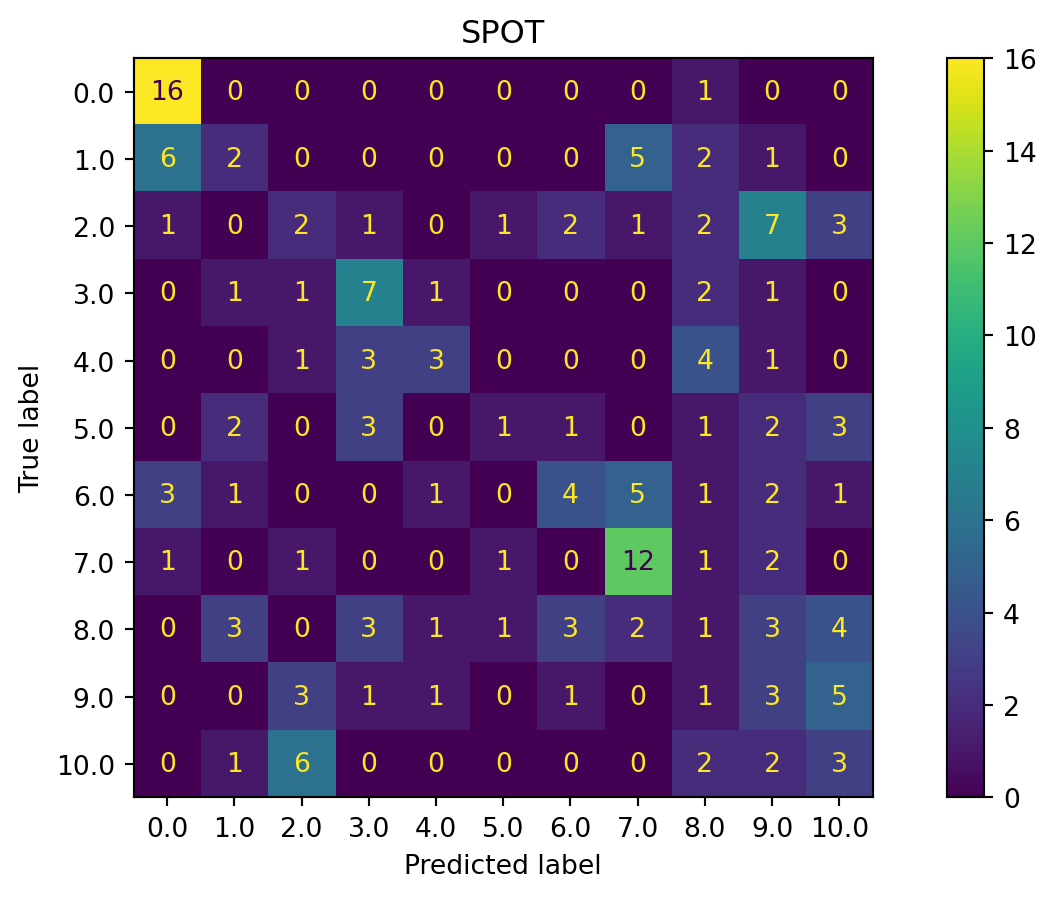 SPOT
0.0 16 0 0 0 0 0 0 0 1 0 0
1.0 6 2 0 0 0 0 0 5 2 1 0
2.0 1 0 2 1 0 1 2 1 2 7 3
3.0 0 1 1 7 1 0 0 0 2 1 0
4.0 0 0 1 3 3 0 0 0 4 1 0
5.0 0 2 0 3 0 1 1 0 1 2 3
6.0 3 1 0 0 1 0 4 5 1 2 1
7.0 1 0 1 0 0 1 0 12 1 2 0
8.0 0 3 0 3 1 1 3 2 1 3 4
9.0 0 0 3 1 1 0 1 0 1 3 5
10.0 0 1 6 0 0 0 0 0 2 2 3
0.0 1.0 2.0 3.0 4.0 5.0 6.0 7.0 8.0 9.0 10.0
Predicted label
True label
16
14
12
10
8
6
4
2
0